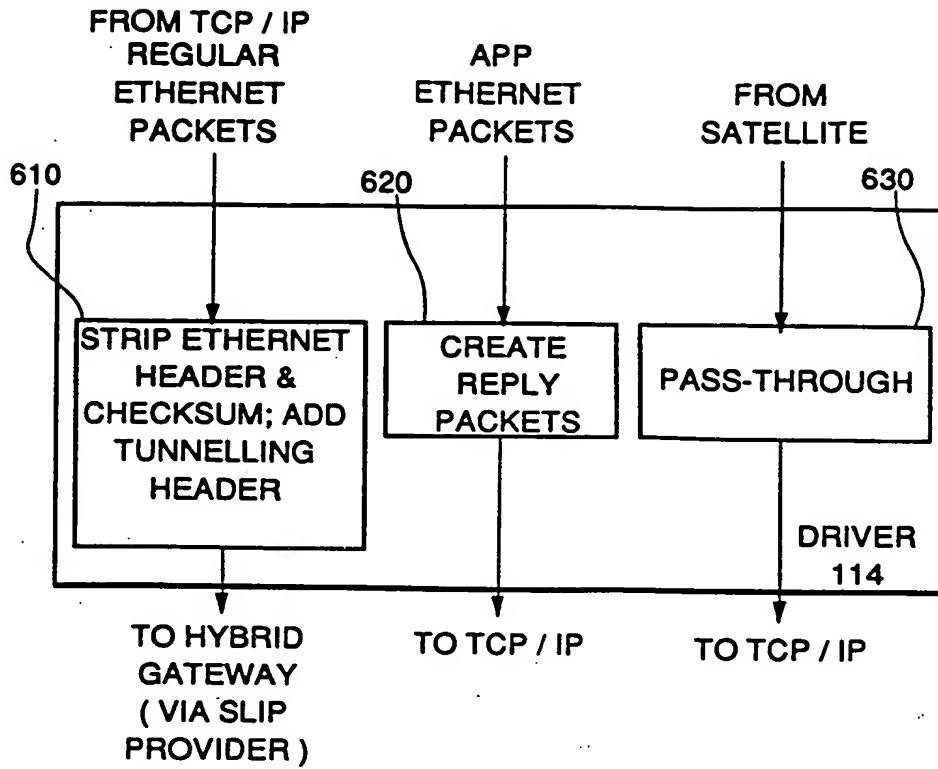 FROM TCP / IP
REGULAR
ETHERNET
PACKETS
APP
ETHERNET
PACKETS
FROM
SATELLITE
610
620
630
STRIP ETHERNET
HEADER &
CHECKSUM; ADD
TUNNELLING
HEADER
CREATE
REPLY
PACKETS
PASS-THROUGH
DRIVER
114
TO HYBRID
GATEWAY
( VIA SLIP
PROVIDER )
TO TCP / IP
TO TCP / IP